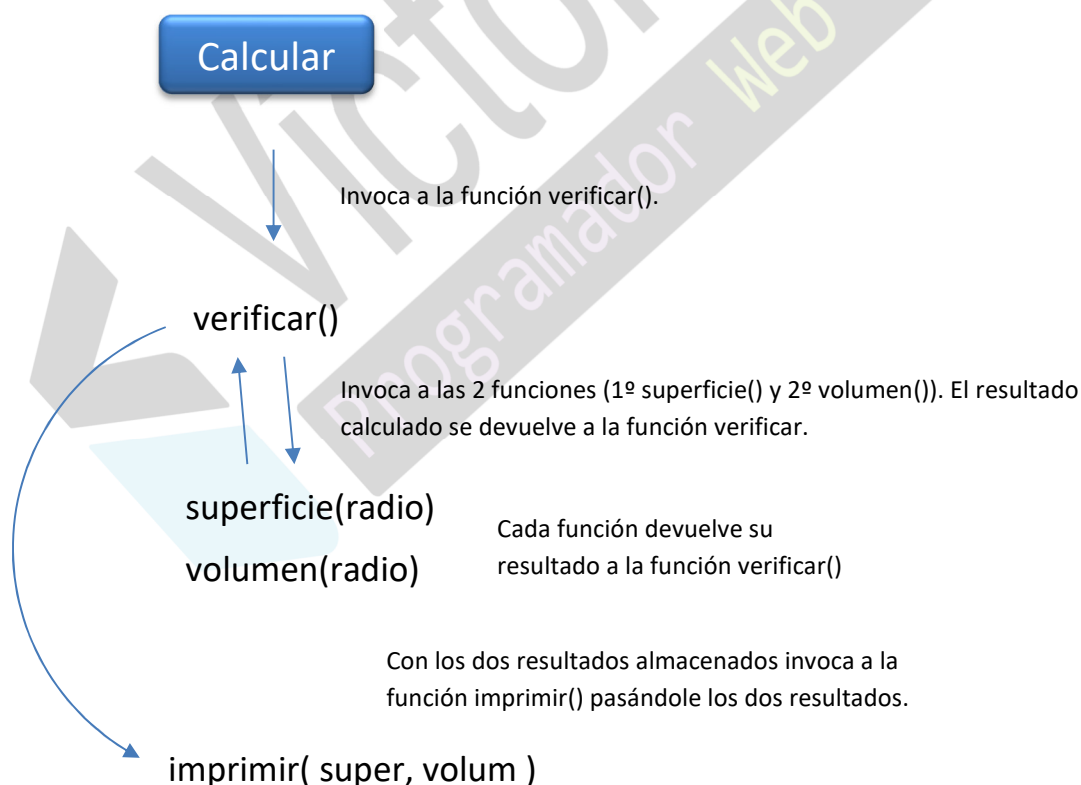 Calcular
Invoca a la función verificar().
verificar()
Invoca a las 2 funciones (1º superficie() y 2º volumen()). El resultado
calculado se devuelve a la función verificar.
superficie(radio)
volumen(radio)
Cada función devuelve su
resultado a la función verificar()
Con los dos resultados almacenados invoca a la
función imprimir() pasándole los dos resultados.
imprimir( super, volum )
Programador Web